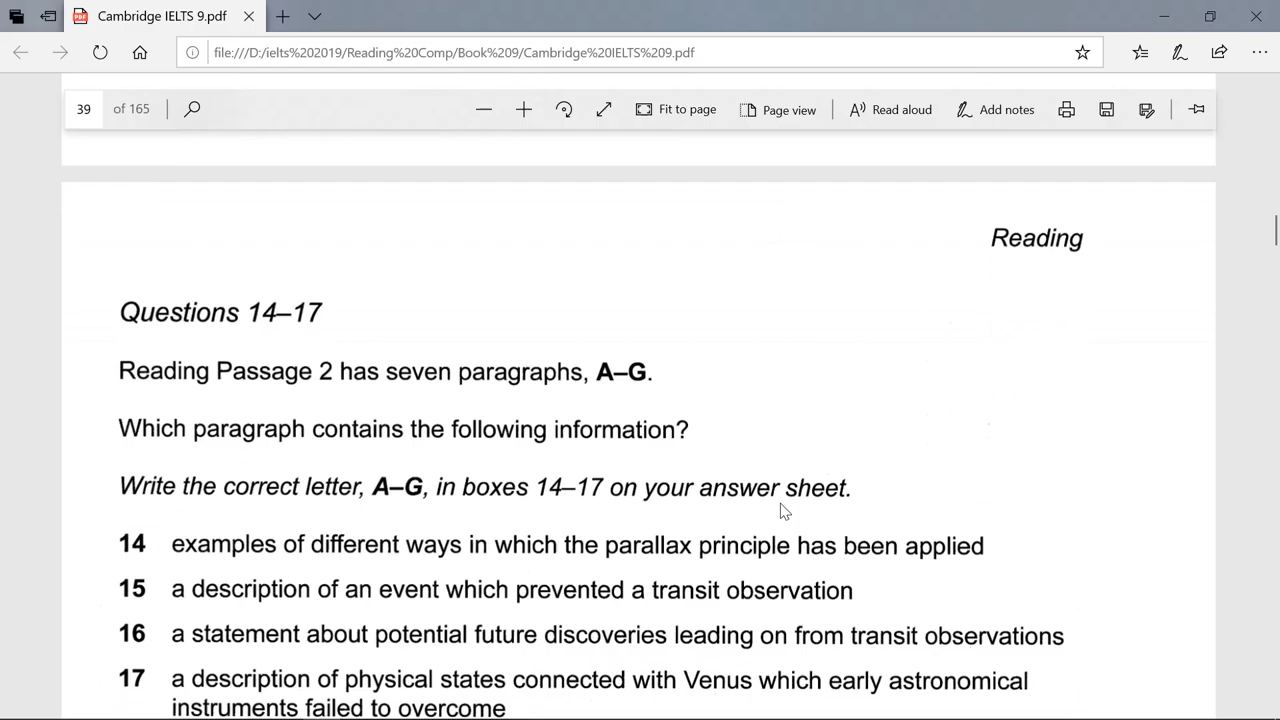 Cambridge IELTS 9.pdf
file:///D:/ielts%202019/Reading%20Comp/Book%209/Cambridge%20IELTS%209.pdf
39 of 165 Fit to page Page view Read aloud Add notes
Reading
Questions 14–17
Reading Passage 2 has seven paragraphs, A–G.
Which paragraph contains the following information?
Write the correct letter, A–G, in boxes 14–17 on your answer sheet.
14 examples of different ways in which the parallax principle has been applied
15 a description of an event which prevented a transit observation
16 a statement about potential future discoveries leading on from transit observations
17 a description of physical states connected with Venus which early astronomical
instruments failed to overcome